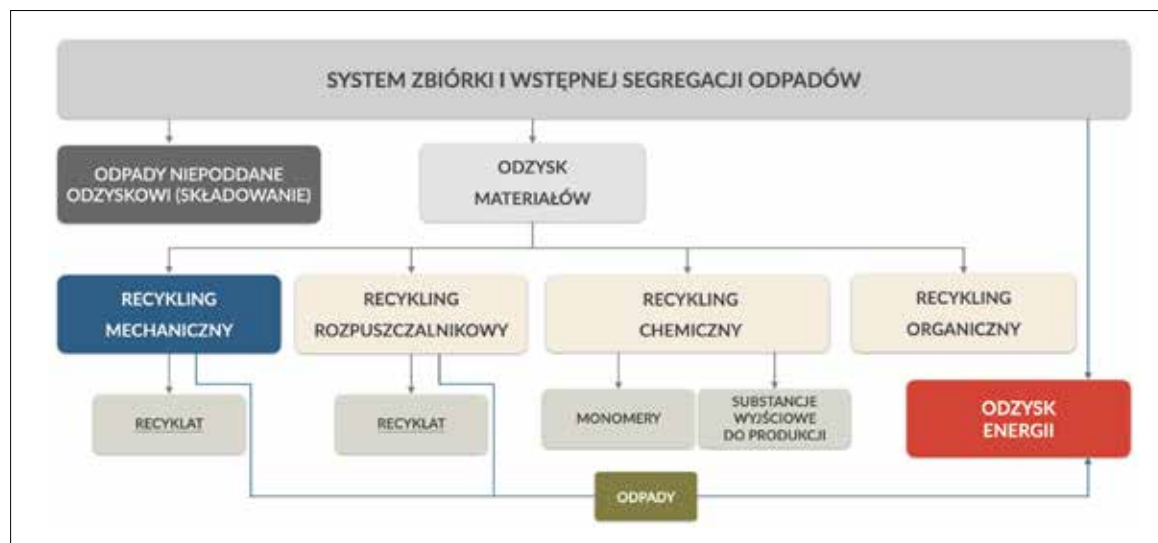 SYSTEM ZBIÓRKI I WSTĘPNEJ SEGREGACJI ODPADÓW
ODPADY NIEPODDANE
ODZYSKOWI (SKŁADOWANIE)
ODZYSK
MATERIAŁÓW
RECYKLING
MECHANICZNY
RECYKLING
ROZPUSZCZALNIKOWY
RECYKLING
CHEMICZNY
RECYKLING
ORGANICZNY
RECYKLAT
RECYKLAT
MONOMERY
SUBSTANCJE
WYJŚCIOWE
DO PRODUKCJI
ODZYSK
ENERGII
ODPADY